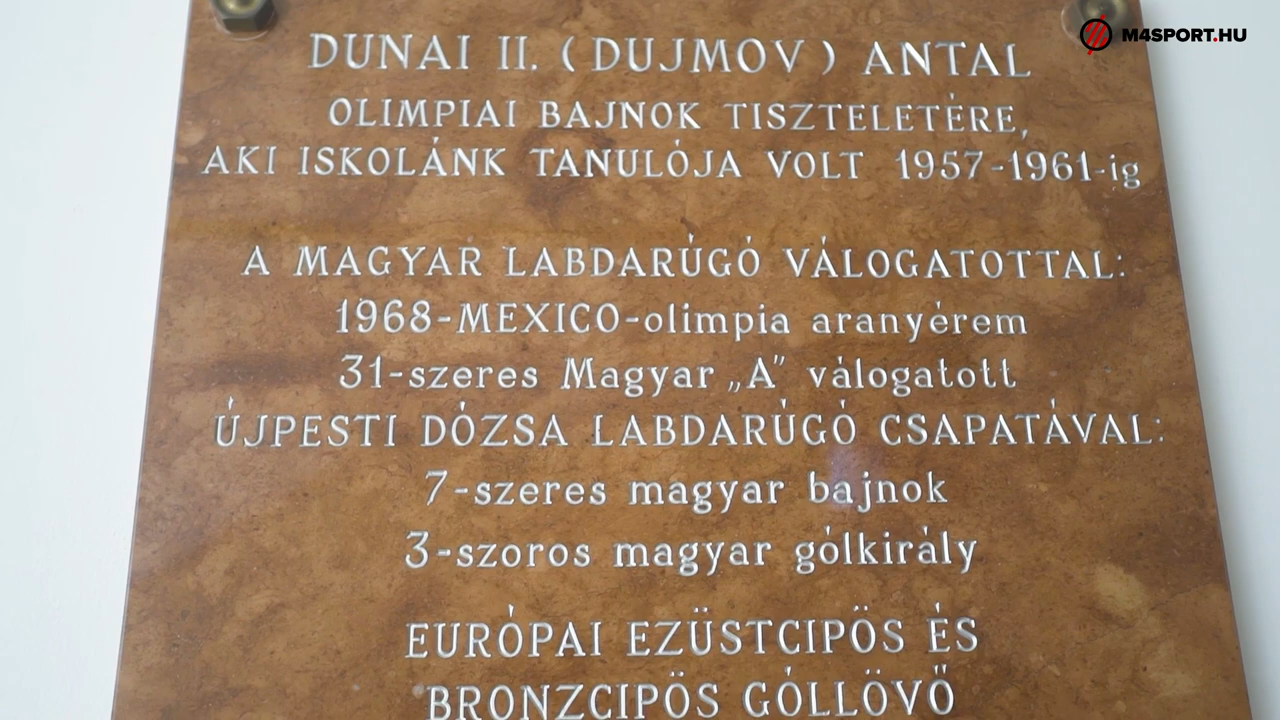 M4SPORT.HU
DUNAI II. (DUJMOV) ANTAL
OLIMPIAI BAJNOK TISZTELETÉRE,
AKI ISKOLÁNK TANULÓJA VOLT 1957-1961-ig
A MAGYAR LABDARÚGÓ VÁLOGATOTTAL:
1968-MEXICO-olimpia aranyérem
31-szeres Magyar „A” válogatott
ÚJPESTI DÓZSA LABDARÚGÓ CSAPATÁVAL:
7-szeres magyar bajnok
3-szoros magyar gólkirály
EURÓPAI EZÜSTCIPÖS ÉS
BRONZCIPÖS GÓLLÖVŐ